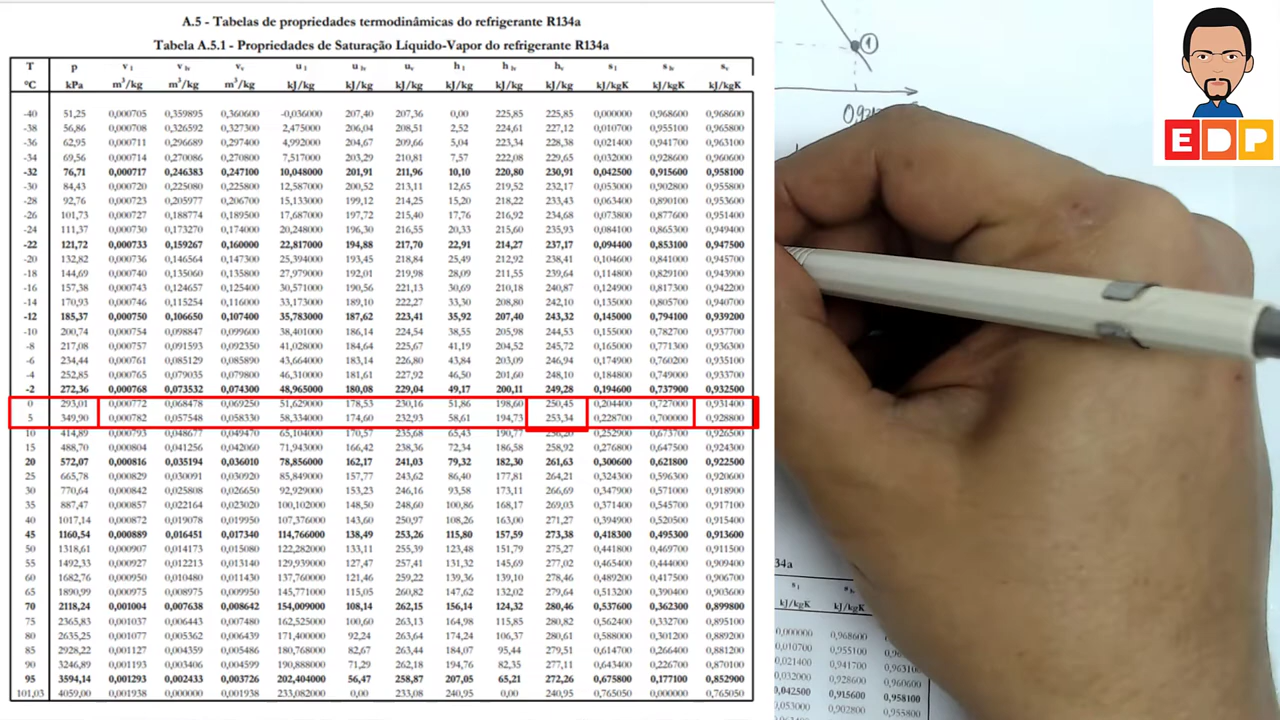 A.5 - Tabelas de propriedades termodinâmicas do refrigerante R134a
Tabela A.5.1 - Propriedades de Saturação Líquido-Vapor do refrigerante R134a
T p v l v lv v v u l u lv u v h l h lv h v s l s lv s v
°C kPa m³/kg m³/kg m³/kg kJ/kg kJ/kg kJ/kg kJ/kg kJ/kg kJ/kg kJ/kgK kJ/kgK kJ/kgK
-40 51,25 0,000705 0,359895 0,360600 -0,036000 207,40 207,36 0,00 225,85 225,85 0,000000 0,968600 0,968600
-38 56,86 0,000708 0,326592 0,327300 2,475000 206,04 208,51 2,52 224,61 227,12 0,010700 0,955100 0,965800
-36 62,95 0,000711 0,296689 0,297400 4,992000 204,67 209,66 5,04 223,34 228,38 0,021400 0,941700 0,963100
-34 69,56 0,000714 0,270086 0,270800 7,517000 203,29 210,81 7,57 222,08 229,65 0,032000 0,928600 0,960600
-32 76,71 0,000717 0,246383 0,247100 10,048000 201,91 211,96 10,10 220,80 230,91 0,042500 0,915600 0,958100
-30 84,43 0,000720 0,225080 0,225800 12,587000 200,52 213,11 12,65 219,52 232,17 0,053000 0,902800 0,955800
-28 92,76 0,000723 0,205977 0,206700 15,133000 199,12 214,25 15,20 218,22 233,43 0,063400 0,890100 0,953600
-26 101,73 0,000727 0,188774 0,189500 17,687000 197,72 215,40 17,76 216,92 234,68 0,073800 0,877600 0,951400
-24 111,37 0,000730 0,173270 0,174000 20,248000 196,30 216,55 20,33 215,60 235,93 0,084100 0,865300 0,949400
-22 121,72 0,000733 0,159267 0,160000 22,817000 194,88 217,70 22,91 214,27 237,17 0,094400 0,853100 0,947500
-20 132,82 0,000736 0,146564 0,147300 25,394000 193,45 218,84 25,49 212,92 238,41 0,104600 0,841000 0,945700
-18 144,69 0,000740 0,135060 0,135800 27,979000 192,01 219,98 28,09 211,55 239,64 0,114800 0,829100 0,943900
-16 157,38 0,000743 0,124657 0,125400 30,571000 190,56 221,13 30,69 210,18 240,87 0,124900 0,817300 0,942200
-14 170,93 0,000746 0,115254 0,116000 33,173000 189,10 222,27 33,30 208,80 242,10 0,135000 0,805700 0,940700
-12 185,37 0,000750 0,106650 0,107400 35,783000 187,62 223,41 35,92 207,40 243,32 0,145000 0,794100 0,939200
-10 200,74 0,000754 0,098847 0,099600 38,401000 186,14 224,54 38,55 205,98 244,53 0,155000 0,782700 0,937700
-8 217,08 0,000757 0,091593 0,092350 41,028000 184,64 225,67 41,19 204,52 245,72 0,165000 0,771300 0,936300
-6 234,44 0,000761 0,085129 0,085890 43,664000 183,14 226,80 43,84 203,09 246,94 0,174900 0,760200 0,935100
-4 252,85 0,000765 0,079035 0,079800 46,310000 181,61 227,92 46,50 201,60 248,10 0,184800 0,749000 0,933700
-2 272,36 0,000768 0,073532 0,074300 48,965000 180,08 229,04 49,17 200,11 249,28 0,194600 0,737900 0,932500
0 293,01 0,000772 0,068478 0,069250 51,629000 178,53 230,16 51,86 198,60 250,45 0,204400 0,727000 0,931400
5 349,90 0,000782 0,057548 0,058330 58,334000 174,60 232,93 58,61 194,73 253,34 0,228700 0,700000 0,928800
10 414,89 0,000793 0,048677 0,049470 65,104000 170,57 235,68 65,43 190,77 256,20 0,252900 0,673700 0,926500
15 488,70 0,000804 0,041256 0,042060 71,943000 166,42 238,36 72,34 186,58 258,92 0,276800 0,647500 0,924300
20 572,07 0,000816 0,035194 0,036010 78,856000 162,17 241,03 79,32 182,30 261,63 0,300600 0,621800 0,922500
25 665,78 0,000829 0,030091 0,030920 85,849000 157,77 243,62 86,40 177,81 264,21 0,324300 0,596300 0,920600
30 770,64 0,000842 0,025808 0,026650 92,929000 153,23 246,16 93,58 173,11 266,69 0,347900 0,571000 0,918900
35 887,47 0,000857 0,022164 0,023020 100,102000 148,50 248,60 100,86 168,17 269,03 0,371400 0,545700 0,917100
40 1017,14 0,000872 0,019078 0,019950 107,376000 143,60 250,97 108,26 163,00 271,27 0,394900 0,520500 0,915400
45 1160,54 0,000889 0,016451 0,017340 114,766000 138,49 253,26 115,80 157,59 273,38 0,418300 0,495300 0,913600
50 1318,61 0,000907 0,014173 0,015080 122,282000 133,11 255,39 123,48 151,79 275,27 0,441800 0,469700 0,911500
55 1492,33 0,000927 0,012213 0,013140 129,939000 127,47 257,41 131,32 145,69 277,02 0,465400 0,444000 0,909400
60 1682,76 0,000950 0,010480 0,011430 137,760000 121,46 259,22 139,36 139,10 278,46 0,489200 0,417500 0,906700
65 1890,99 0,000975 0,008975 0,009950 145,771000 115,05 260,82 147,62 132,02 279,64 0,513200 0,390400 0,903600
70 2118,24 0,001004 0,007638 0,008642 154,009000 108,14 262,15 156,14 124,32 280,46 0,537600 0,362300 0,899800
75 2365,83 0,001037 0,006443 0,007480 162,525000 100,60 263,13 164,98 115,85 280,82 0,562400 0,332700 0,895100
80 2635,25 0,001077 0,005362 0,006439 171,400000 92,24 263,64 174,24 106,37 280,61 0,588000 0,301200 0,889200
85 2928,22 0,001127 0,004359 0,005486 180,768000 82,67 263,44 184,07 95,44 279,51 0,614700 0,266400 0,881200
90 3246,89 0,001193 0,003406 0,004599 190,888000 71,29 262,18 194,76 82,35 277,11 0,643400 0,226700 0,870100
95 3594,14 0,001293 0,002433 0,003726 202,404000 56,47 258,87 207,05 65,21 272,26 0,675800 0,177100 0,852900
101,03 4059,00 0,001938 0,000000 0,001938 233,082000 0,00 233,08 240,95 0,00 240,95 0,765050 0,000000 0,765050
1
0,92
EDP
34a
s l s lv
kJ/kgK kJ/kgK
0,000000 0,968600
0,010700 0,955100
0,021400 0,941700 0,96310
0,032000 0,928600 0,960600
0,042500 0,915600 0,958100
0,053000 0,902800 0,955800